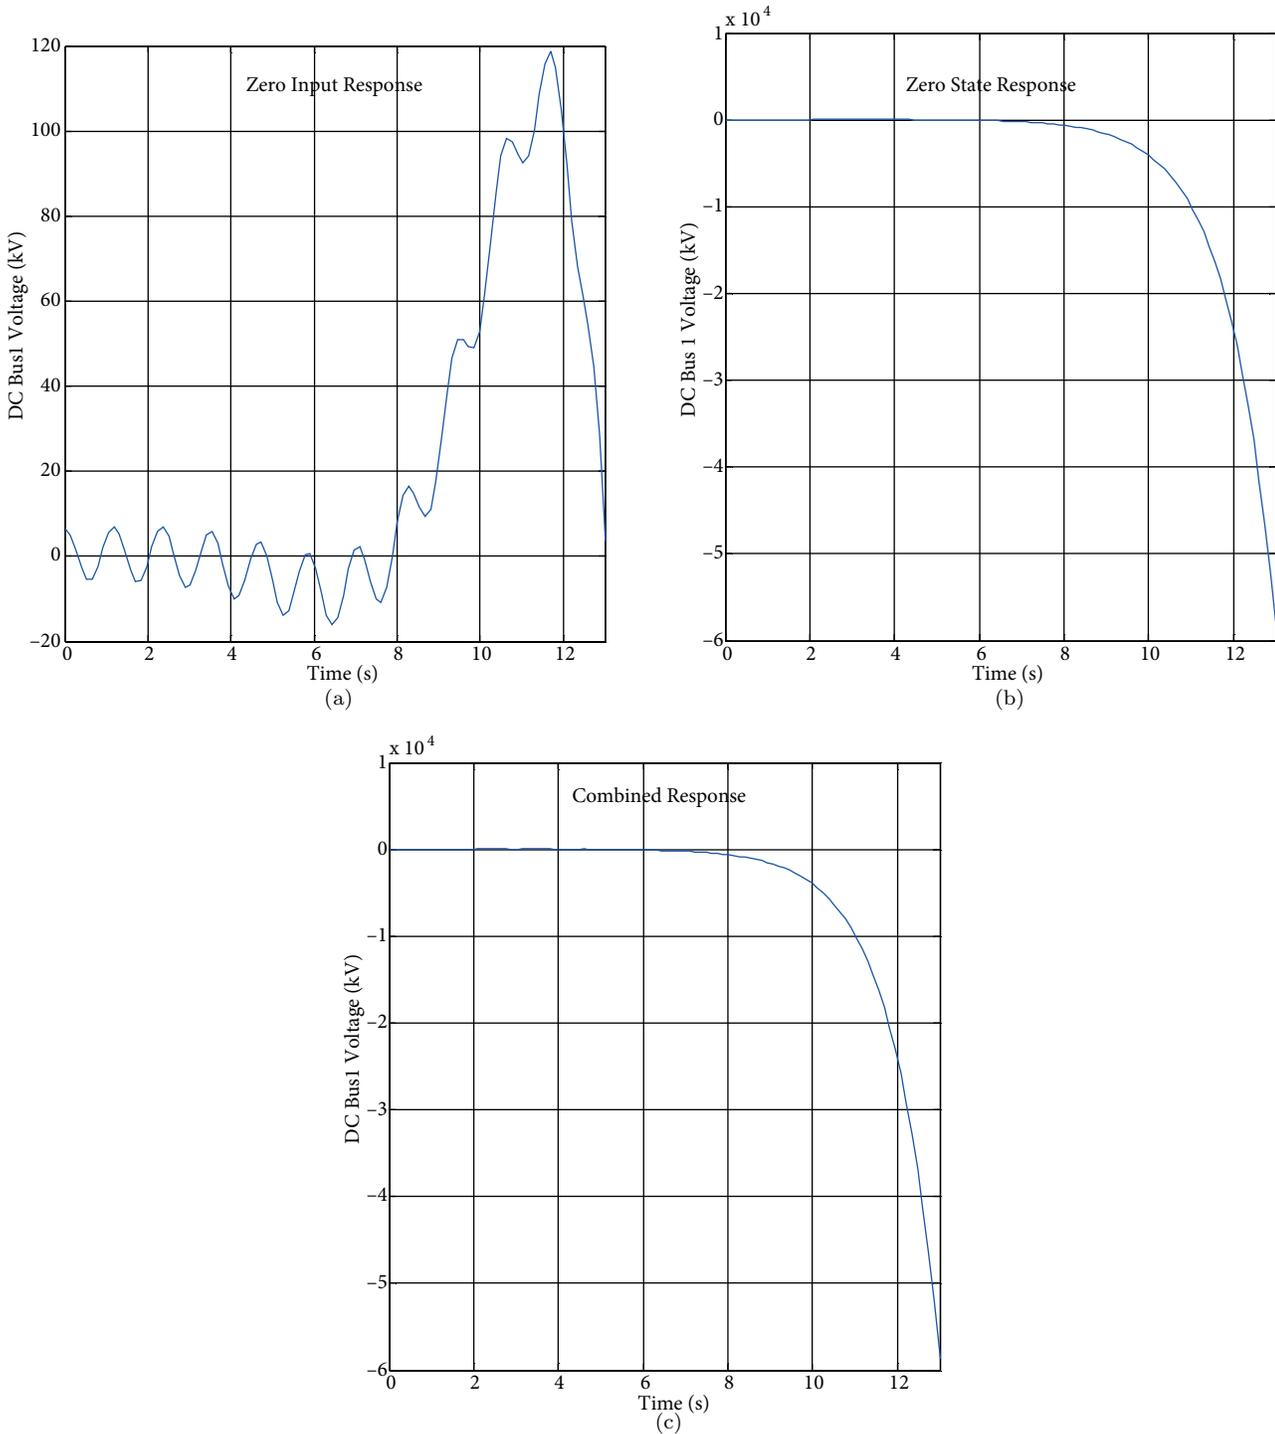 120
100
80
60
40
20
0
–20
DC Bus1 Voltage (kV)
Zero Input Response
0 2 4 6 8 10 12
Time (s)
(a)
1 x 10 4
0
–1
–2
–3
–4
–5
–6
DC Bus 1 Voltage (kV)
Zero State Response
0 2 4 6 8 10 12
Time (s)
(b)
1 x 10 4
0
–1
–2
–3
–4
–5
–6
DC Bus1 Voltage (kV)
Combined Response
0 2 4 6 8 10 12
Time (s)
(c)